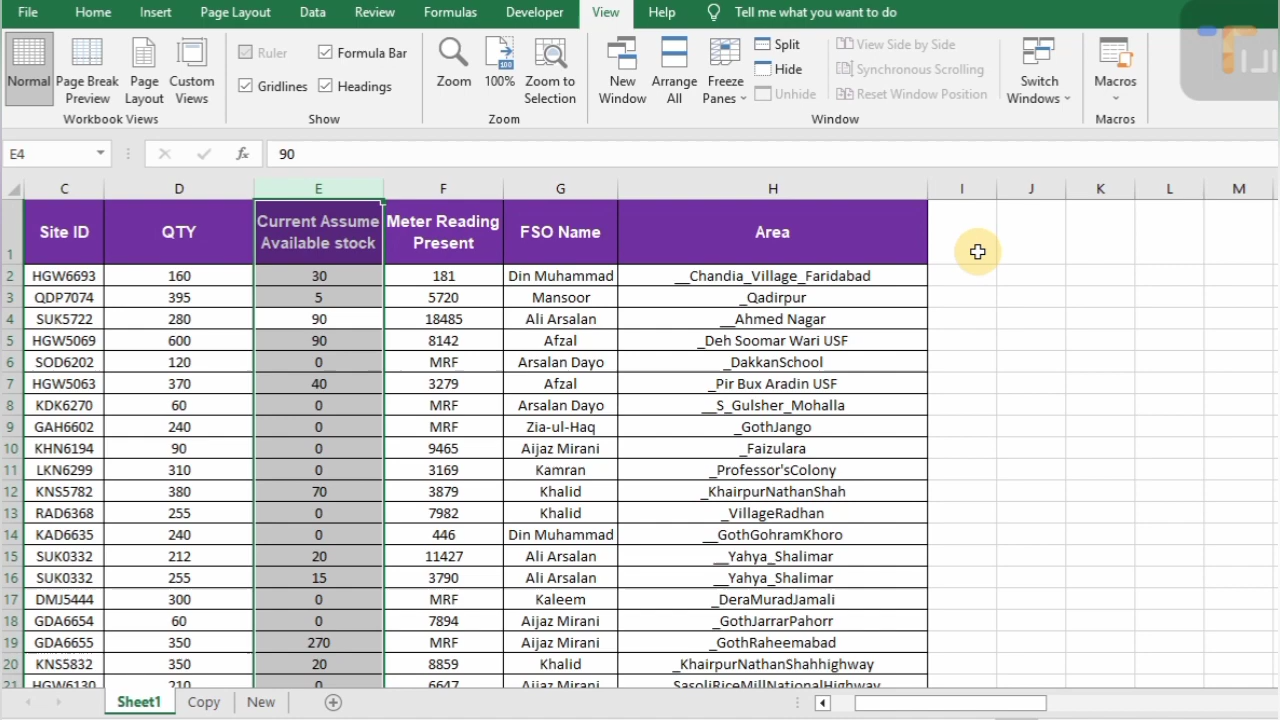 File Home Insert Page Layout Data Review Formulas Developer View Help Tell me what you want to do
Normal
Page Break
Preview
Page
Layout
Custom
Views
Workbook Views
Ruler
Formula Bar
Gridlines
Headings
Show
Zoom
100%
Zoom to
Selection
Zoom
New
Window
Arrange
All
Freeze
Panes
Split
Hide
Unhide
View Side by Side
Synchronous Scrolling
Reset Window Position
Window
Switch
Windows
Macros
Macros
E4 fx 90
C D E F G H I J K L M
1 Site ID QTY Current Assume Available stock Meter Reading Present FSO Name Area
2 HGW6693 160 30 181 Din Muhammad __Chandia_Village_Faridabad
3 QDP7074 395 5 5720 Mansoor _Qadirpur
4 SUK5722 280 90 18485 Ali Arsalan __Ahmed Nagar
5 HGW5069 600 90 8142 Afzal _Deh Soomar Wari USF
6 SOD6202 120 0 MRF Arsalan Dayo _DakkanSchool
7 HGW5063 370 40 3279 Afzal _Pir Bux Aradin USF
8 KDK6270 60 0 MRF Arsalan Dayo __S_Gulsher_Mohalla
9 GAH6602 240 0 MRF Zia-ul-Haq _GothJango
10 KHN6194 90 0 9465 Aijaz Mirani _Faizulara
11 LKN6299 310 0 3169 Kamran _Professor'sColony
12 KNS5782 380 70 3879 Khalid _KhairpurNathanShah
13 RAD6368 255 0 7982 Khalid _VillageRadhan
14 KAD6635 240 0 446 Din Muhammad __GothGohramKhoro
15 SUK0332 212 20 11427 Ali Arsalan __Yahya_Shalimar
16 SUK0332 255 15 3790 Ali Arsalan __Yahya_Shalimar
17 DMJ5444 300 0 MRF Kaleem _DeraMuradJamali
18 GDA6654 60 0 7894 Aijaz Mirani _GothJarrarPahorr
19 GDA6655 350 270 MRF Aijaz Mirani _GothRaheemabad
20 KNS5832 350 20 8859 Khalid _KhairpurNathanShahhighway
21 HGW6130 210 0 6647 Aijaz Mirani SasoliRiceMillNationalHighway
Sheet1 Copy New